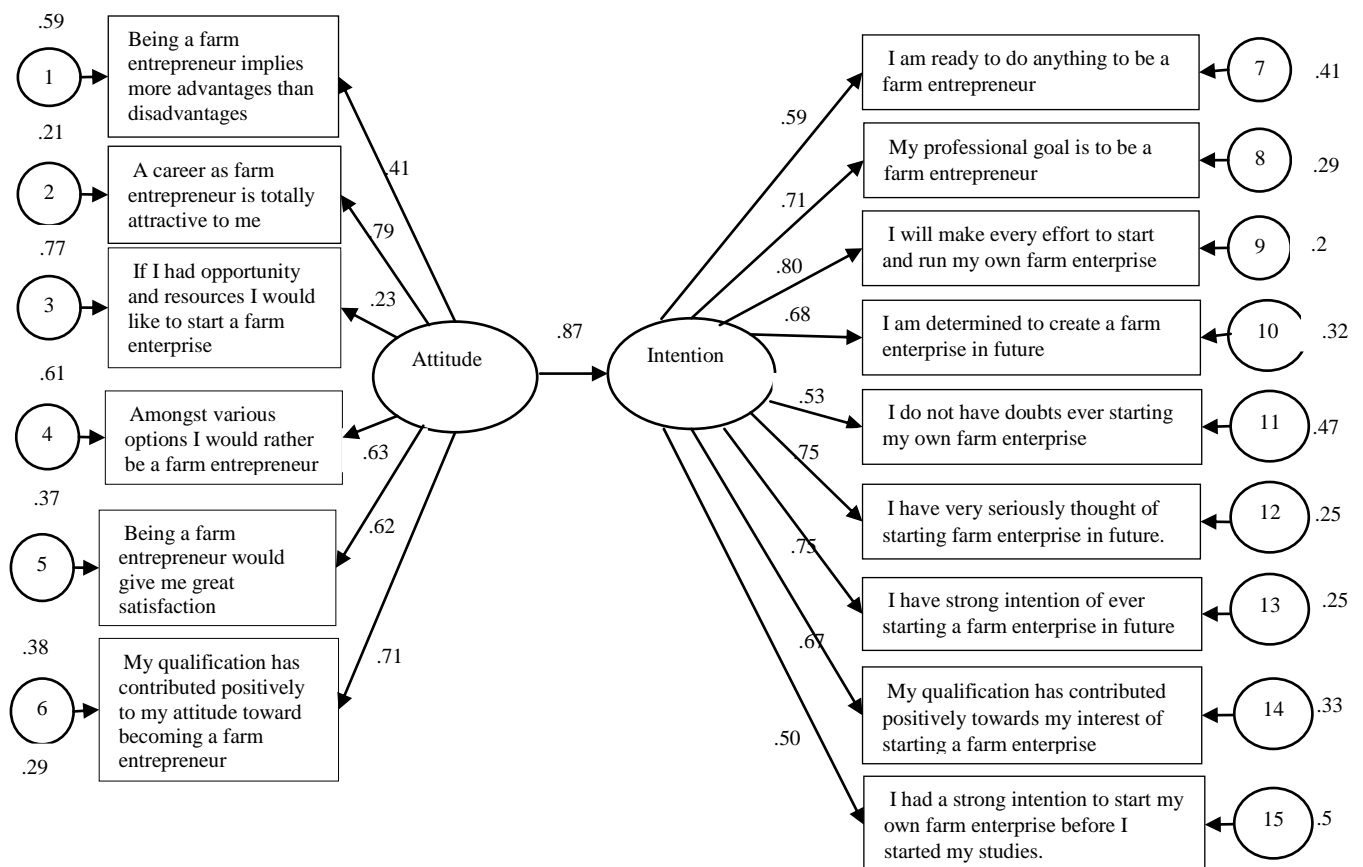 .59
1
Being a farm
entrepreneur implies
more advantages than
disadvantages
.21
2
A career as farm
entrepreneur is totally
attractive to me
.77
3
If I had opportunity
and resources I would
like to start a farm
enterprise
.61
4
Amongst various
options I would rather
be a farm entrepreneur
.37
5
Being a farm
entrepreneur would
give me great
satisfaction
.38
6
My qualification has
contributed positively
to my attitude toward
becoming a farm
entrepreneur
.29
.41
.79
.23
.63
.62
.71
Attitude
.87
Intention
.59
.71
.80
.68
.53
.75
.75
.67
.50
I am ready to do anything to be a
farm entrepreneur
7
.41
My professional goal is to be a
farm entrepreneur
8
.29
I will make every effort to start
and run my own farm enterprise
9
.2
I am determined to create a farm
enterprise in future
10
.32
I do not have doubts ever starting
my own farm enterprise
11
.47
I have very seriously thought of
starting farm enterprise in future.
12
.25
I have strong intention of ever
starting a farm enterprise in future
13
.25
My qualification has contributed
positively towards my interest of
starting a farm enterprise
14
.33
I had a strong intention to start my
own farm enterprise before I
started my studies.
15
.5